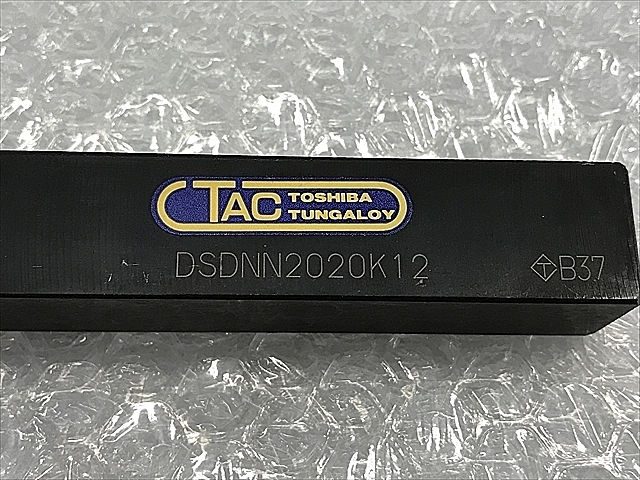 TAC TOSHIBA
TUNGALOY
DSDNN2020K12
T B37